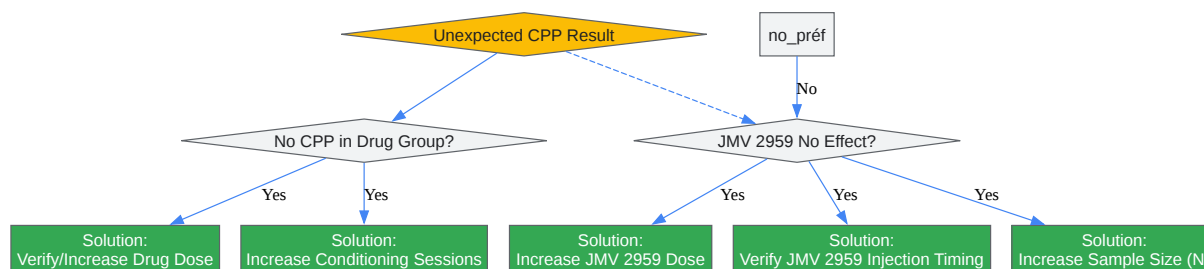 Unexpected CPP Result
no_préf
No
No CPP in Drug Group?
JMV 2959 No Effect?
Yes
Yes
Yes
Yes
Yes
Solution:
Verify/Increase Drug Dose
Solution:
Increase Conditioning Sessions
Solution:
Increase JMV 2959 Dose
Solution:
Verify JMV 2959 Injection Timing
Solution:
Increase Sample Size (N